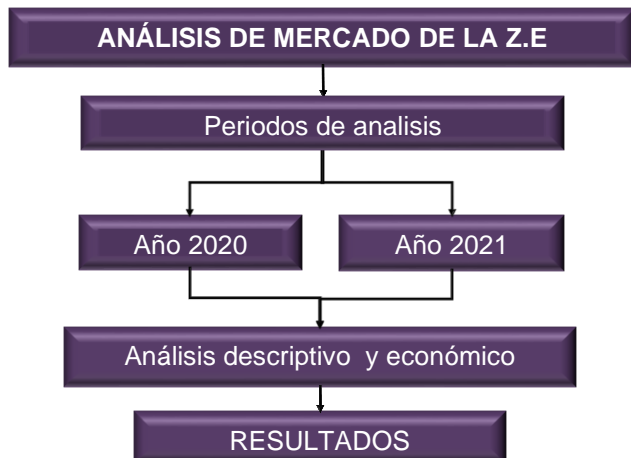 ANÁLISIS DE MERCADO DE LA Z.E
Periodos de analisis
Año 2020
Año 2021
Análisis descriptivo y económico
RESULTADOS